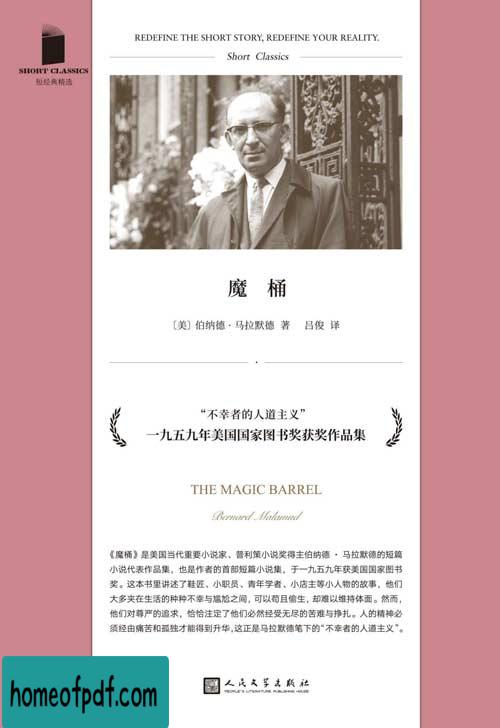 REDEFINE THE SHORT STORY, REDEFINE YOUR REALITY.
Short Classics
SHORT CLASSICS
短经典精选
魔桶
〔美〕伯纳德·马拉默德 著 吕俊 译
“不幸者的人道主义”
一九五九年美国国家图书奖获奖作品集
THE MAGIC BARREL
Bernard Malamud
《魔桶》是美国当代重要小说家、普利策小说奖得主伯纳德·马拉默德的短篇
小说代表作品集，也是作者的首部短篇小说集，于一九五九年获美国国家图书
奖。这本书里讲述了鞋匠、小职员、青年学者、小店主等小人物的故事，他们
大多夹在生活的种种不幸与尴尬之间，可以苟且偷生，却难以维持体面。然而，
他们对尊严的追求，恰恰注定了他们必然经受无尽的苦难与挣扎。人的精神必
须经由痛苦和孤独才能得到升华，这正是马拉默德笔下的“不幸者的人道主义”。
人民文学出版社
PEOPLE'S LITERATURE PUBLISHING HOUSE
homeofpdf.com